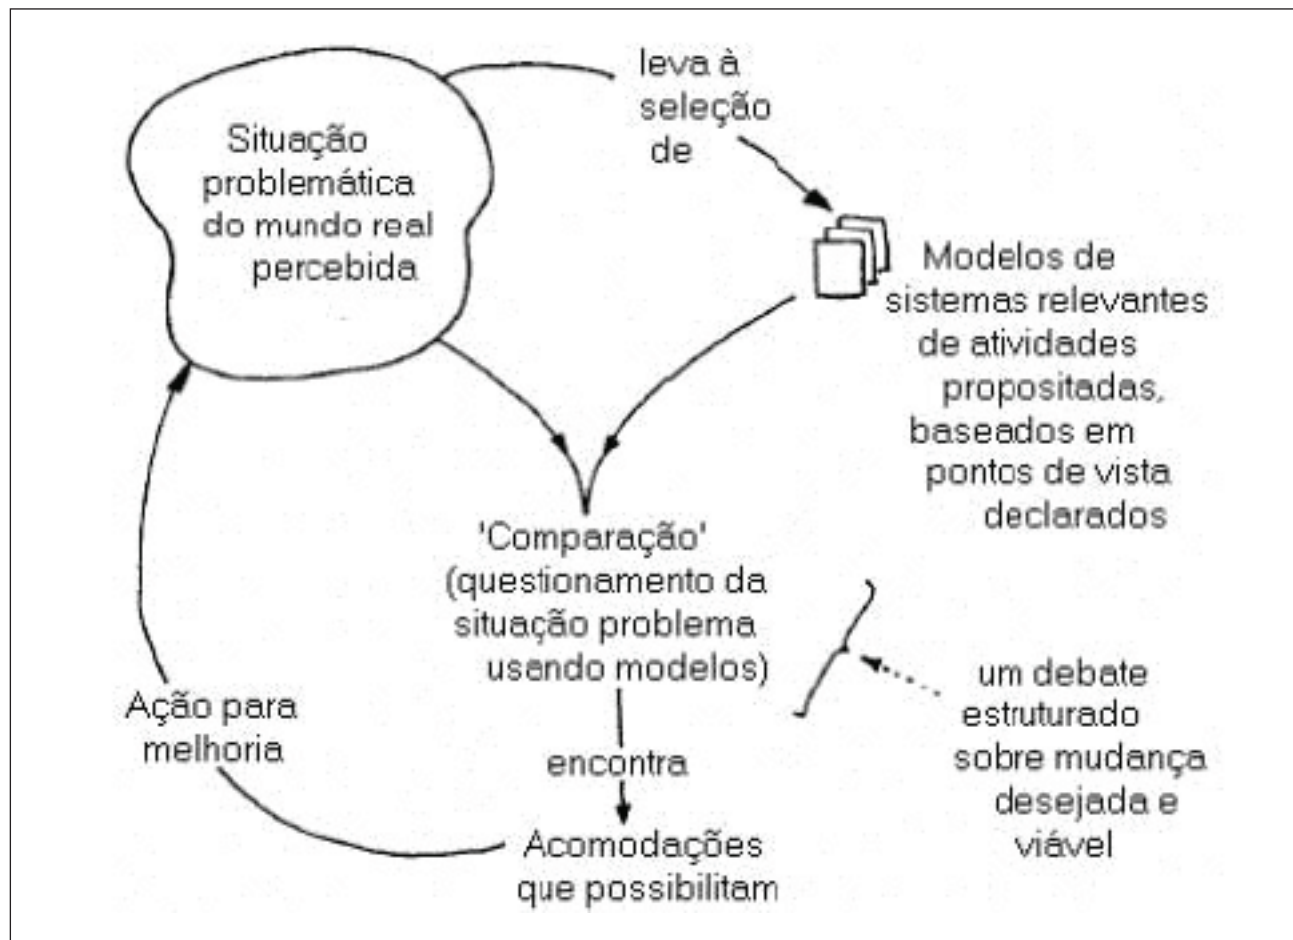 Situação
problemática
do mundo real
percebida
leva à
seleção
de
Modelos de
sistemas relevantes
de atividades
propositadas,
baseados em
pontos de vista
declarados
'Comparação'
(questionamento da
situação problema
usando modelos)
um debate
estruturado
sobre mudança
desejada e
viável
encontra
Acomodações
que possibilitam
Ação para
melhoria